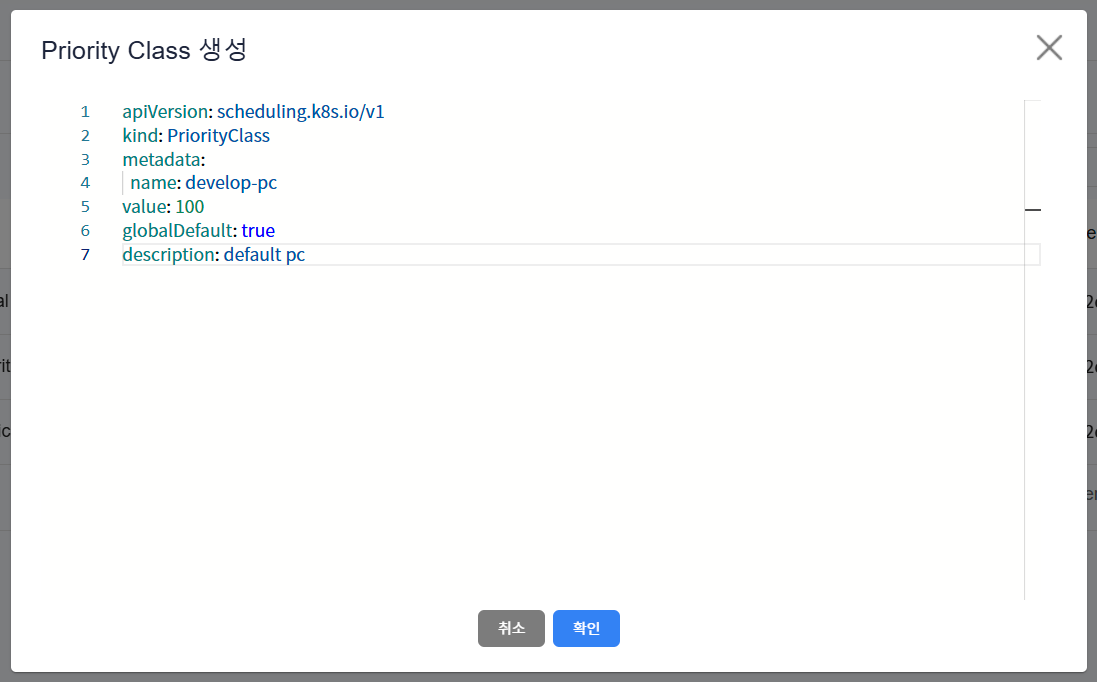 Priority Class 생성
1 apiVersion: scheduling.k8s.io/v1
2 kind: PriorityClass
3 metadata:
4 name: develop-pc
5 value: 100
6 globalDefault: true
7 description: default pc
취소 확인